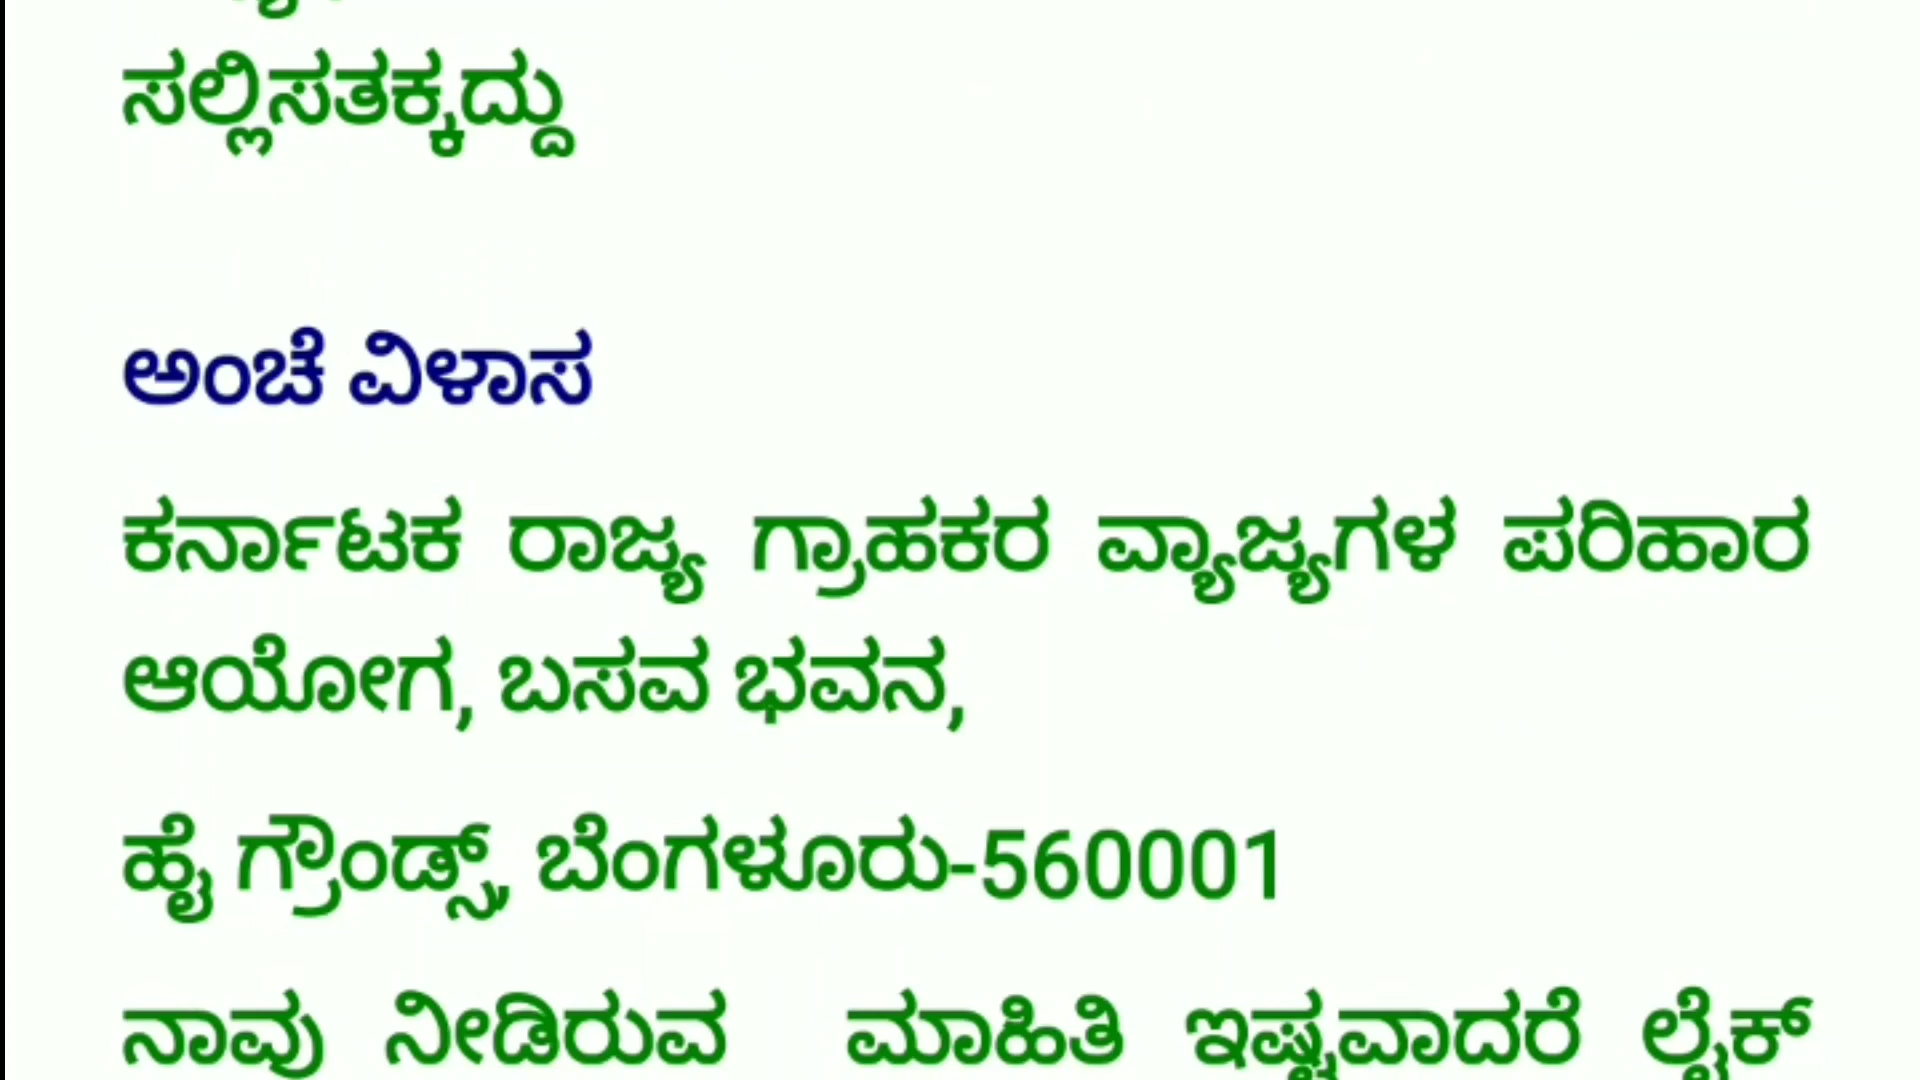 ಸಲ್ಲಿಸತಕ್ಕದ್ದು
ಅಂಚೆ ವಿಳಾಸ
ಕರ್ನಾಟಕ ರಾಜ್ಯ ಗ್ರಾಹಕರ ವ್ಯಾಜ್ಯಗಳ ಪರಿಹಾರ
ಆಯೋಗ, ಬಸವ ಭವನ,
ಹೈ ಗ್ರೌಂಡ್ಸ್, ಬೆಂಗಳೂರು-560001
ನಾವು ನೀಡಿರುವ ಮಾಹಿತಿ ಇಷ್ಟವಾದರೆ ಲೈಕ್